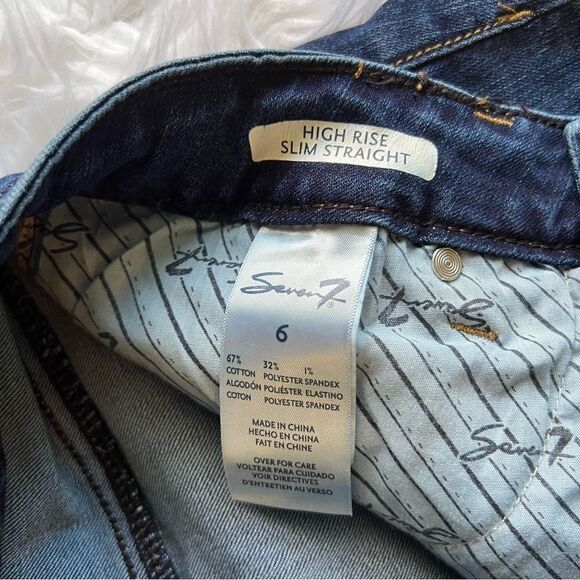 HIGH RISE
SLIM STRAIGHT
Seven7®
6
67% 32% 1%
COTTON POLYESTER SPANDEX
ALGODÓN POLIÉSTER ELASTINO
COTON POLYESTER SPANDEX
MADE IN CHINA
HECHO EN CHINA
FAIT EN CHINE
OVER FOR CARE
VOLTEAR PARA CUIDADO
VOIR DIRECTIVES
D'ENTRETIEN AU VERSO
Seven7
Seven7